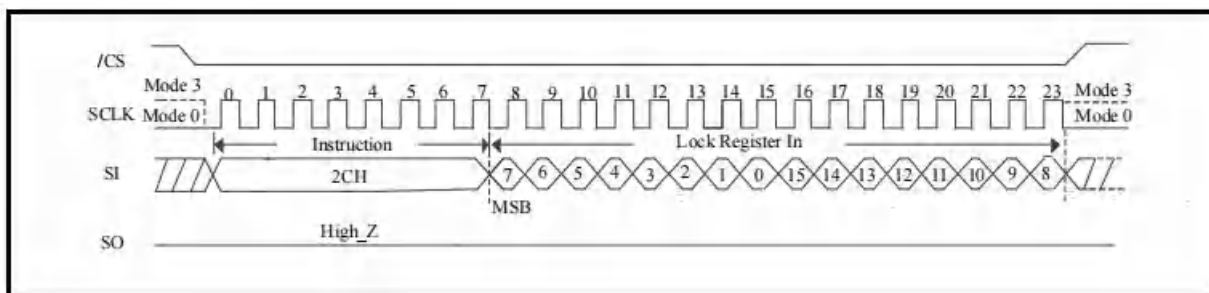 /CS
Mode 3 0 1 2 3 4 5 6 7 8 9 10 11 12 13 14 15 16 17 18 19 20 21 22 23 Mode 3
SCLK Mode 0 Mode 0
Instruction Lock Register In
SI 2CH 7 6 5 4 3 2 1 0 15 14 13 12 11 10 9 8
MSB
High_Z
SO